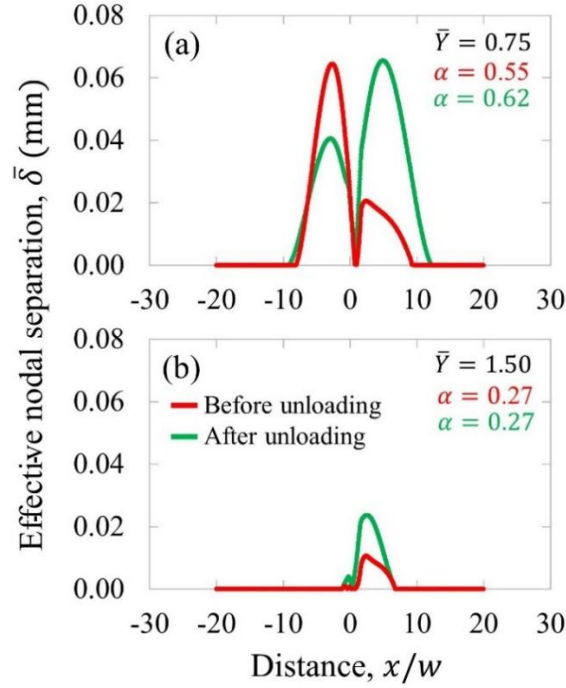 (a)
Ȳ = 0.75
α = 0.55
α = 0.62
0.08
0.06
0.04
0.02
0.00
-30 -20 -10 0 10 20 30
(b)
Ȳ = 1.50
α = 0.27
α = 0.27
Before unloading
After unloading
0.08
0.06
0.04
0.02
0.00
-30 -20 -10 0 10 20 30
Effective nodal separation, δ̄ (mm)
Distance, x/w